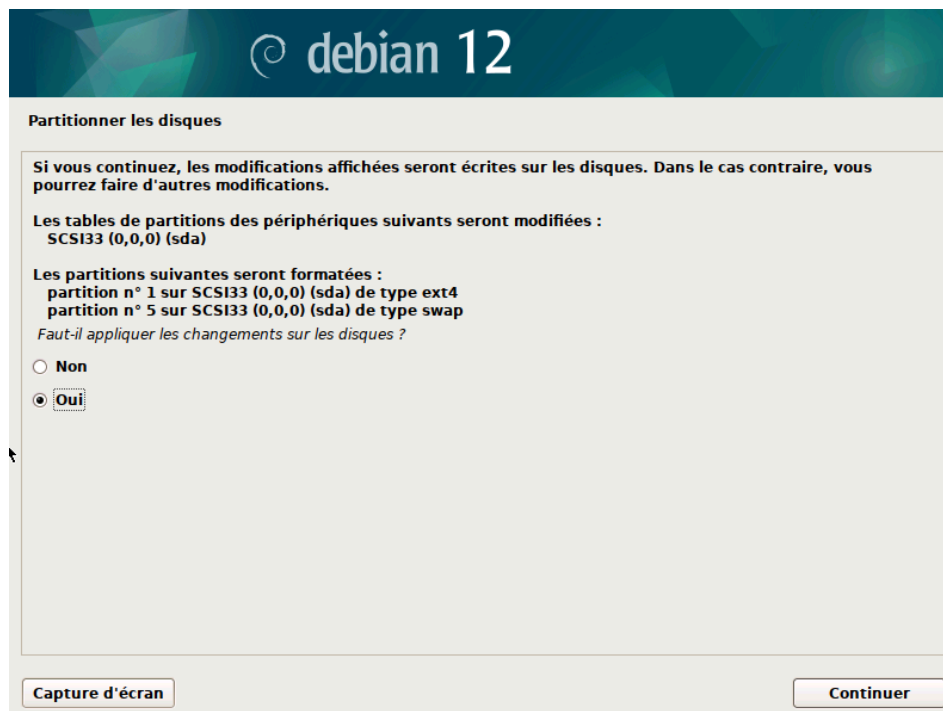 debian 12
Partitionner les disques
Si vous continuez, les modifications affichées seront écrites sur les disques. Dans le cas contraire, vous
pourrez faire d'autres modifications.
Les tables de partitions des périphériques suivants seront modifiées :
SCSI33 (0,0,0) (sda)
Les partitions suivantes seront formatées :
partition n° 1 sur SCSI33 (0,0,0) (sda) de type ext4
partition n° 5 sur SCSI33 (0,0,0) (sda) de type swap
Faut-il appliquer les changements sur les disques ?
Non
Oui
Capture d'écran
Continuer